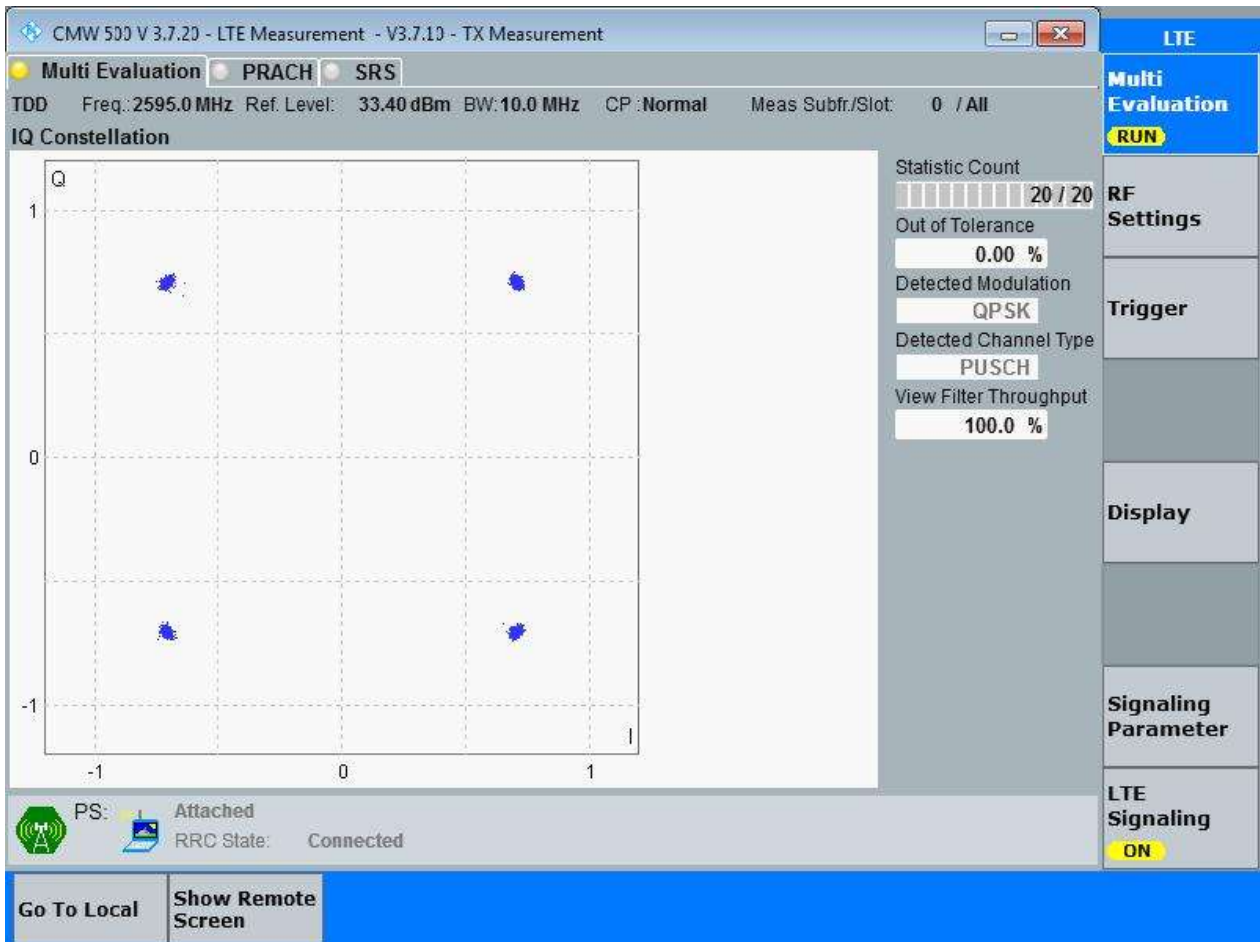 CMW 500 V 3.7.20 - LTE Measurement - V3.7.10 - TX Measurement
LTE
Multi Evaluation PRACH SRS
Multi
Evaluation
RUN
TDD Freq.: 2595.0 MHz Ref. Level: 33.40 dBm BW: 10.0 MHz CP : Normal Meas Subfr./Slot: 0 / All
IQ Constellation
Q
1
0
-1
I
-1 0 1
Statistic Count
20 / 20
Out of Tolerance
0.00 %
Detected Modulation
QPSK
Detected Channel Type
PUSCH
View Filter Throughput
100.0 %
RF
Settings
Trigger
Display
Signaling
Parameter
LTE
Signaling
ON
PS: Attached
RRC State: Connected
Go To Local
Show Remote
Screen